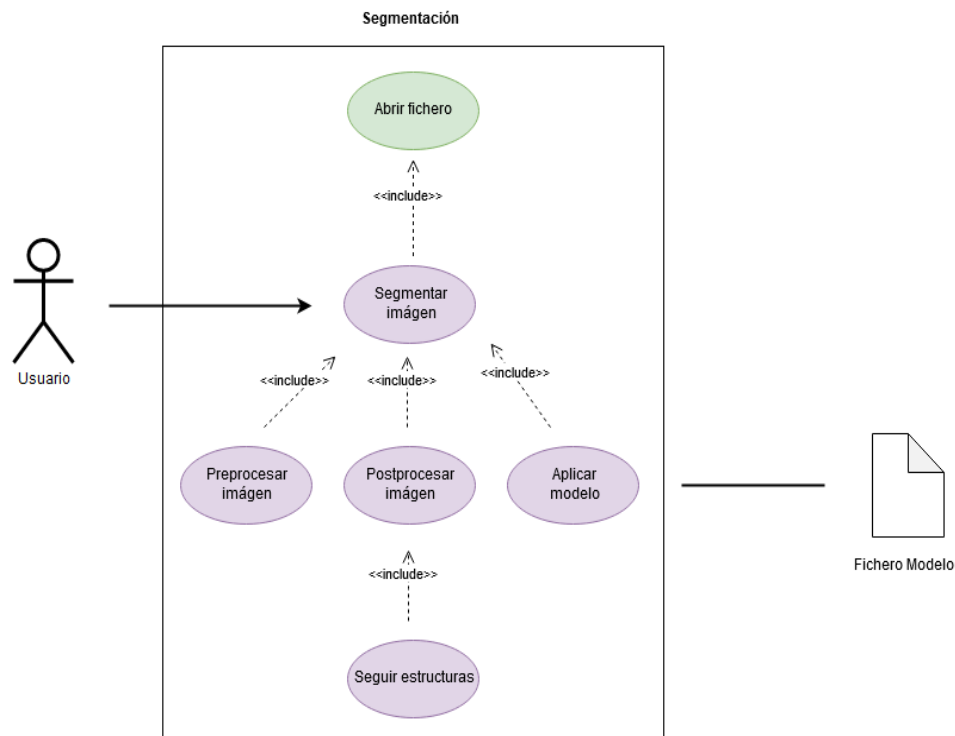 Segmentación
Abrir fichero
<<include>>
Segmentar
imágen
Usuario
<<include>>
<<include>>
<<include>>
Preprocesar
imágen
Postprocesar
imágen
Aplicar
modelo
Fichero Modelo
<<include>>
Seguir estructuras